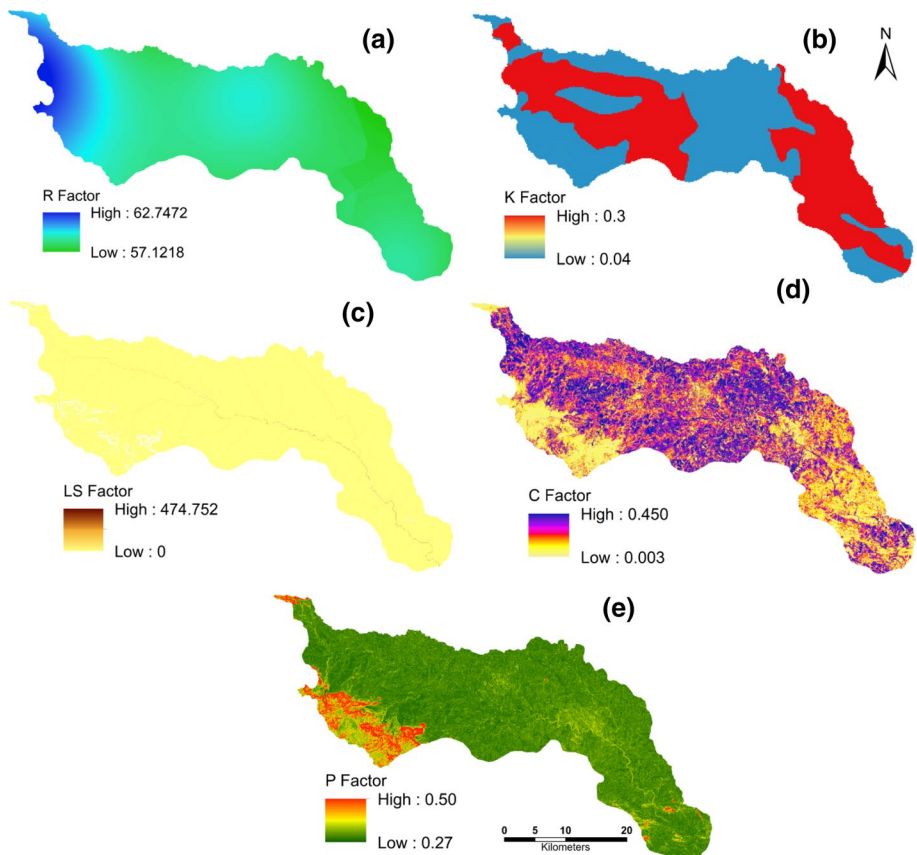 (a)
(b)
N
R Factor
High : 62.7472
Low : 57.1218
K Factor
High : 0.3
Low : 0.04
(c)
(d)
LS Factor
High : 474.752
Low : 0
C Factor
High : 0.450
Low : 0.003
(e)
P Factor
High : 0.50
Low : 0.27
0 5 10 20
Kilometers